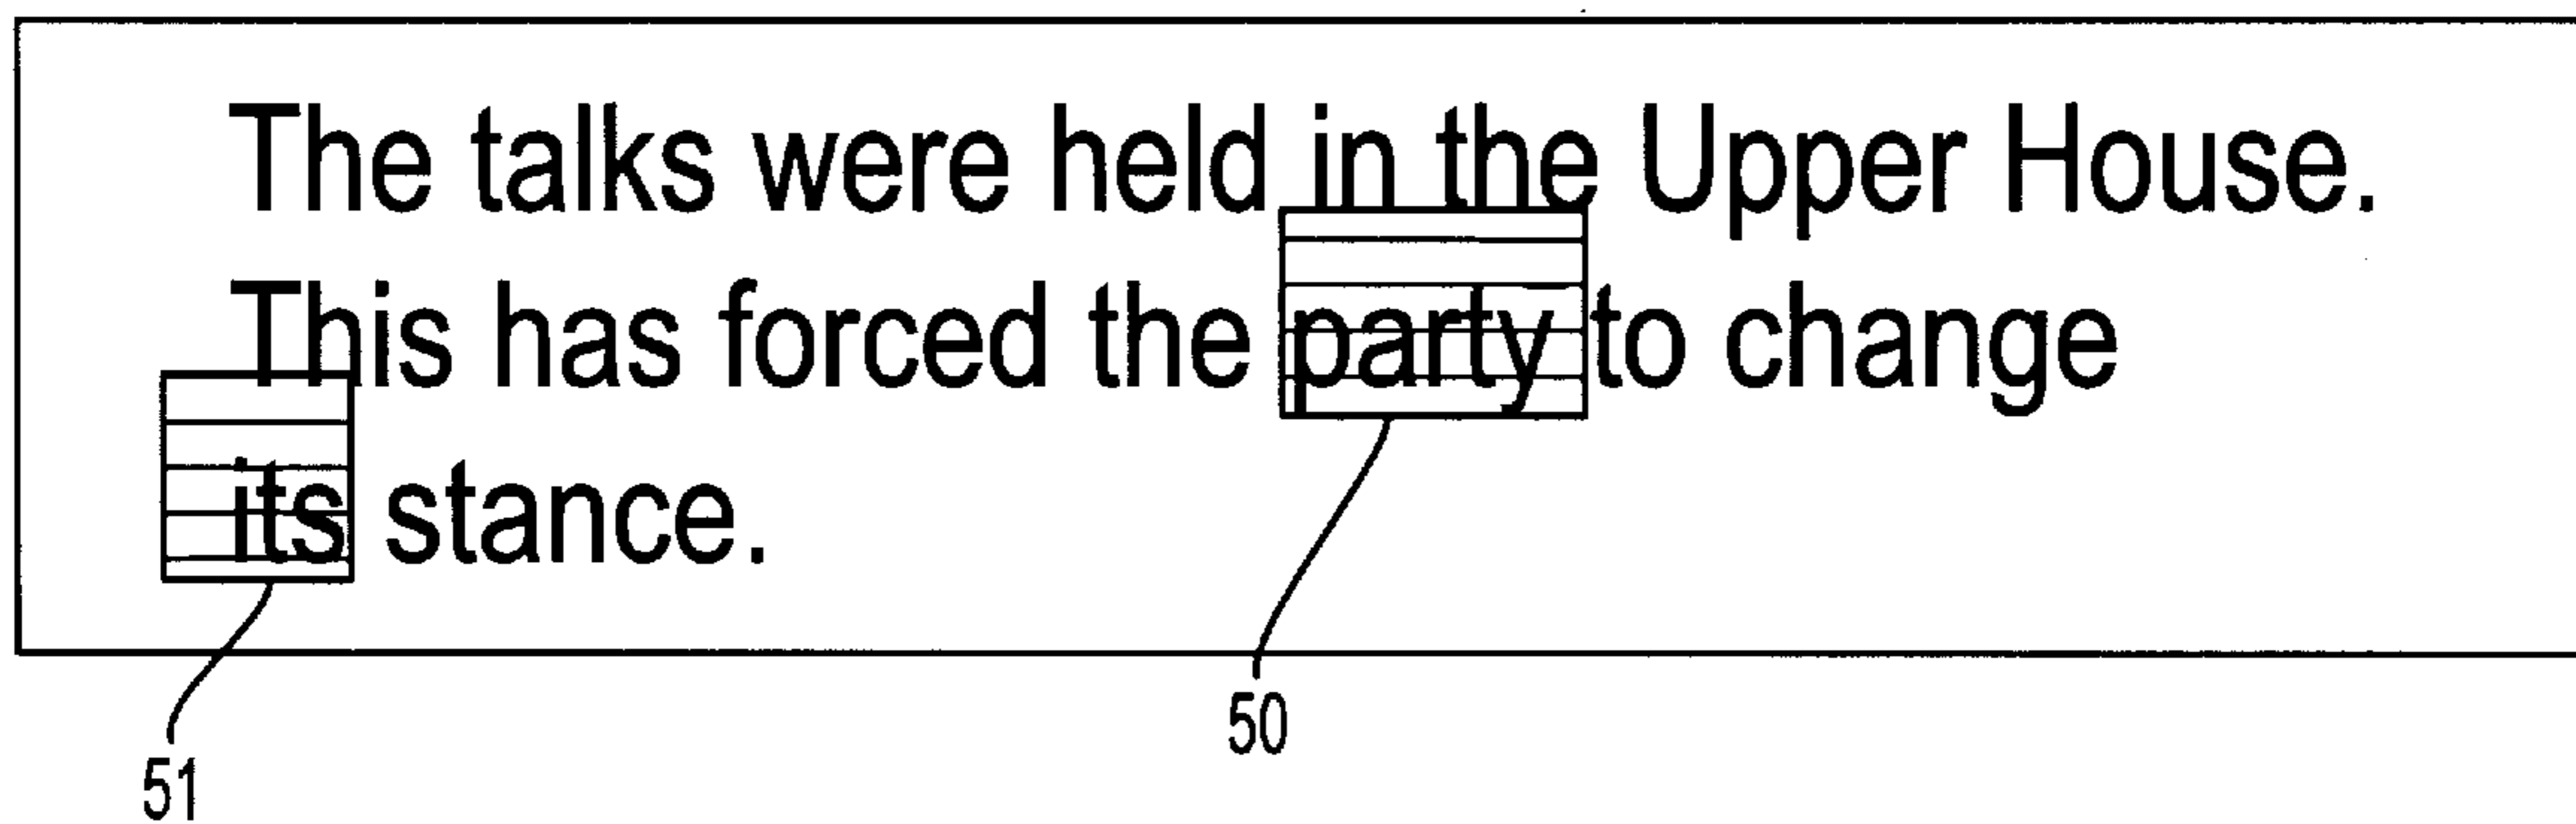 The talks were held in the Upper House.
This has forced the party to change
its stance.
50
51